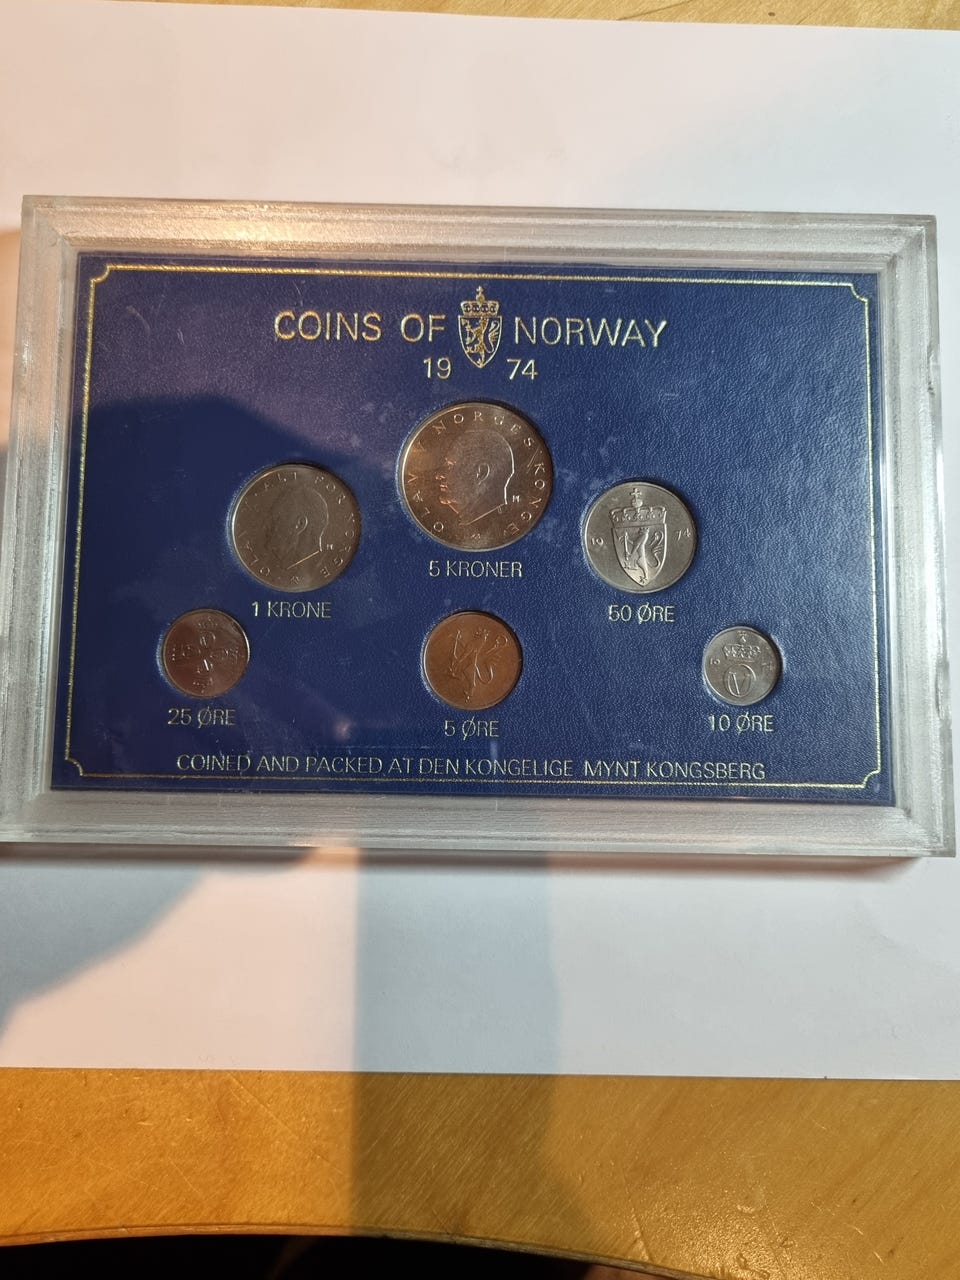 COINS OF NORWAY
19 74
OLAV V NORGES KONGE
ALT FOR NORGE
OLAV
19 74
5 KRONER
1 KRONE
50 ØRE
25 ØRE
5 ØRE
10 ØRE
COINED AND PACKED AT DEN KONGELIGE MYNT KONGSBERG